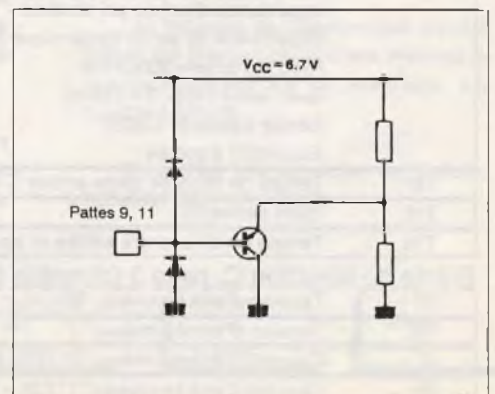 VCC = 6.7 V
Pattes 9, 11